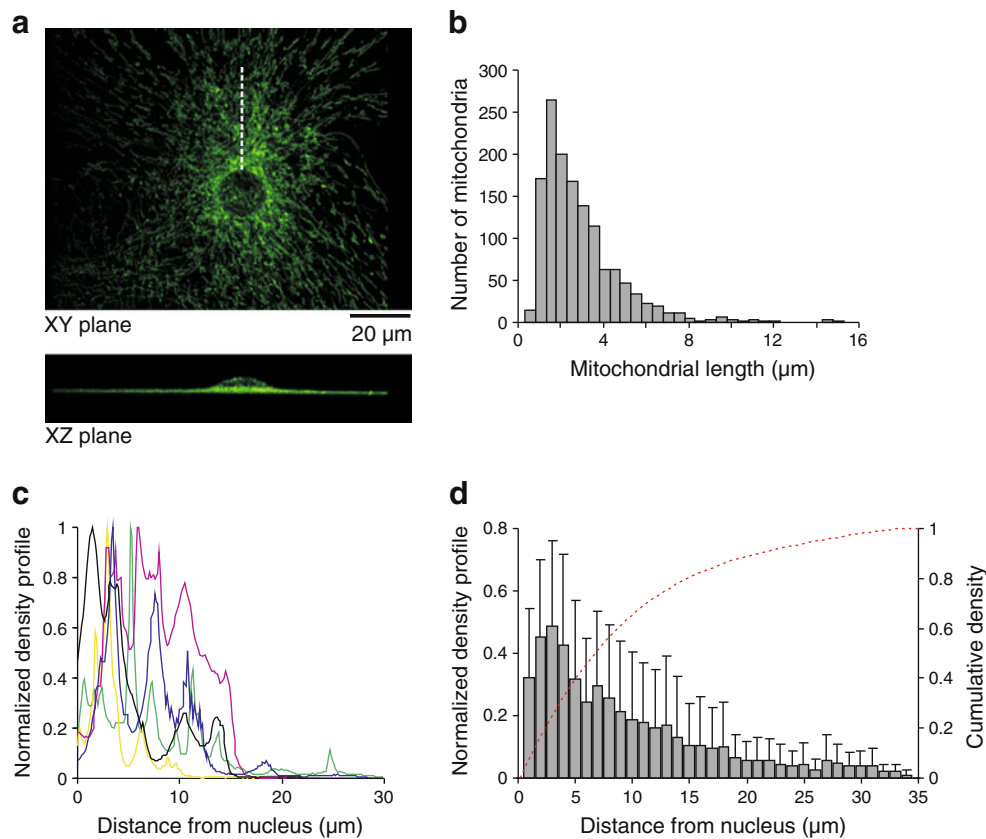 a
XY plane
20 µm
XZ plane
b
Number of mitochondria
300
250
200
150
100
50
0
0 4 8 12 16
Mitochondrial length (µm)
c
Normalized density profile
1
0.8
0.6
0.4
0.2
0
0 10 20 30
Distance from nucleus (µm)
d
Normalized density profile
0.8
0.6
0.4
0.2
0
0 5 10 15 20 25 30 35
Distance from nucleus (µm)
1
0.8
0.6
0.4
0.2
0
Cumulative density